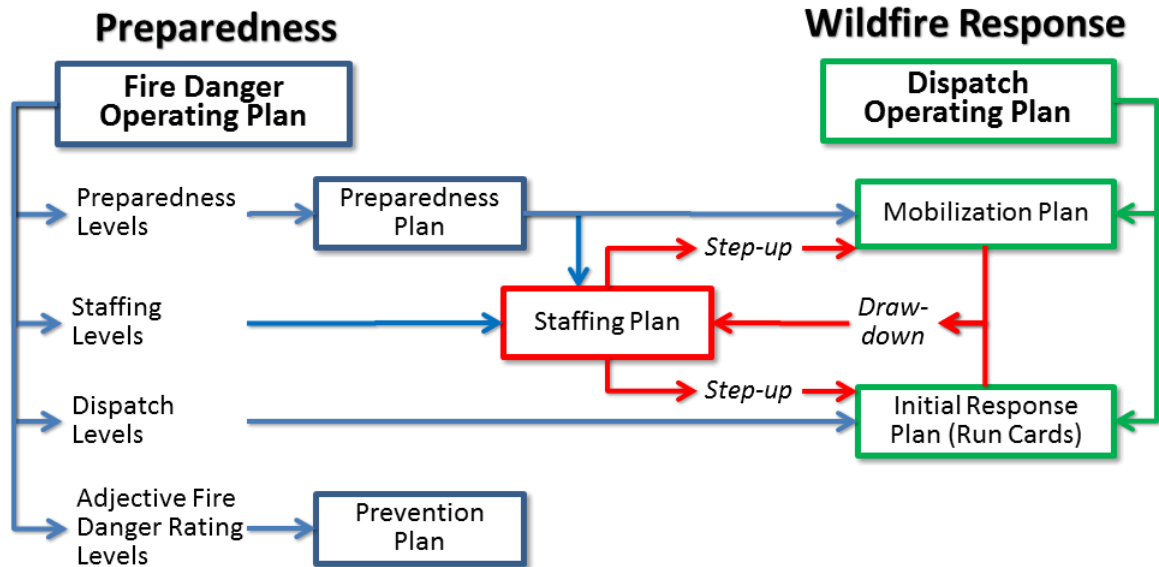 Preparedness
Wildfire Response
Fire Danger
Operating Plan
Dispatch
Operating Plan
Preparedness
Levels
Preparedness
Plan
Mobilization Plan
Step-up
Staffing
Levels
Staffing Plan
Draw-
down
Step-up
Dispatch
Levels
Initial Response
Plan (Run Cards)
Adjective Fire
Danger Rating
Levels
Prevention
Plan